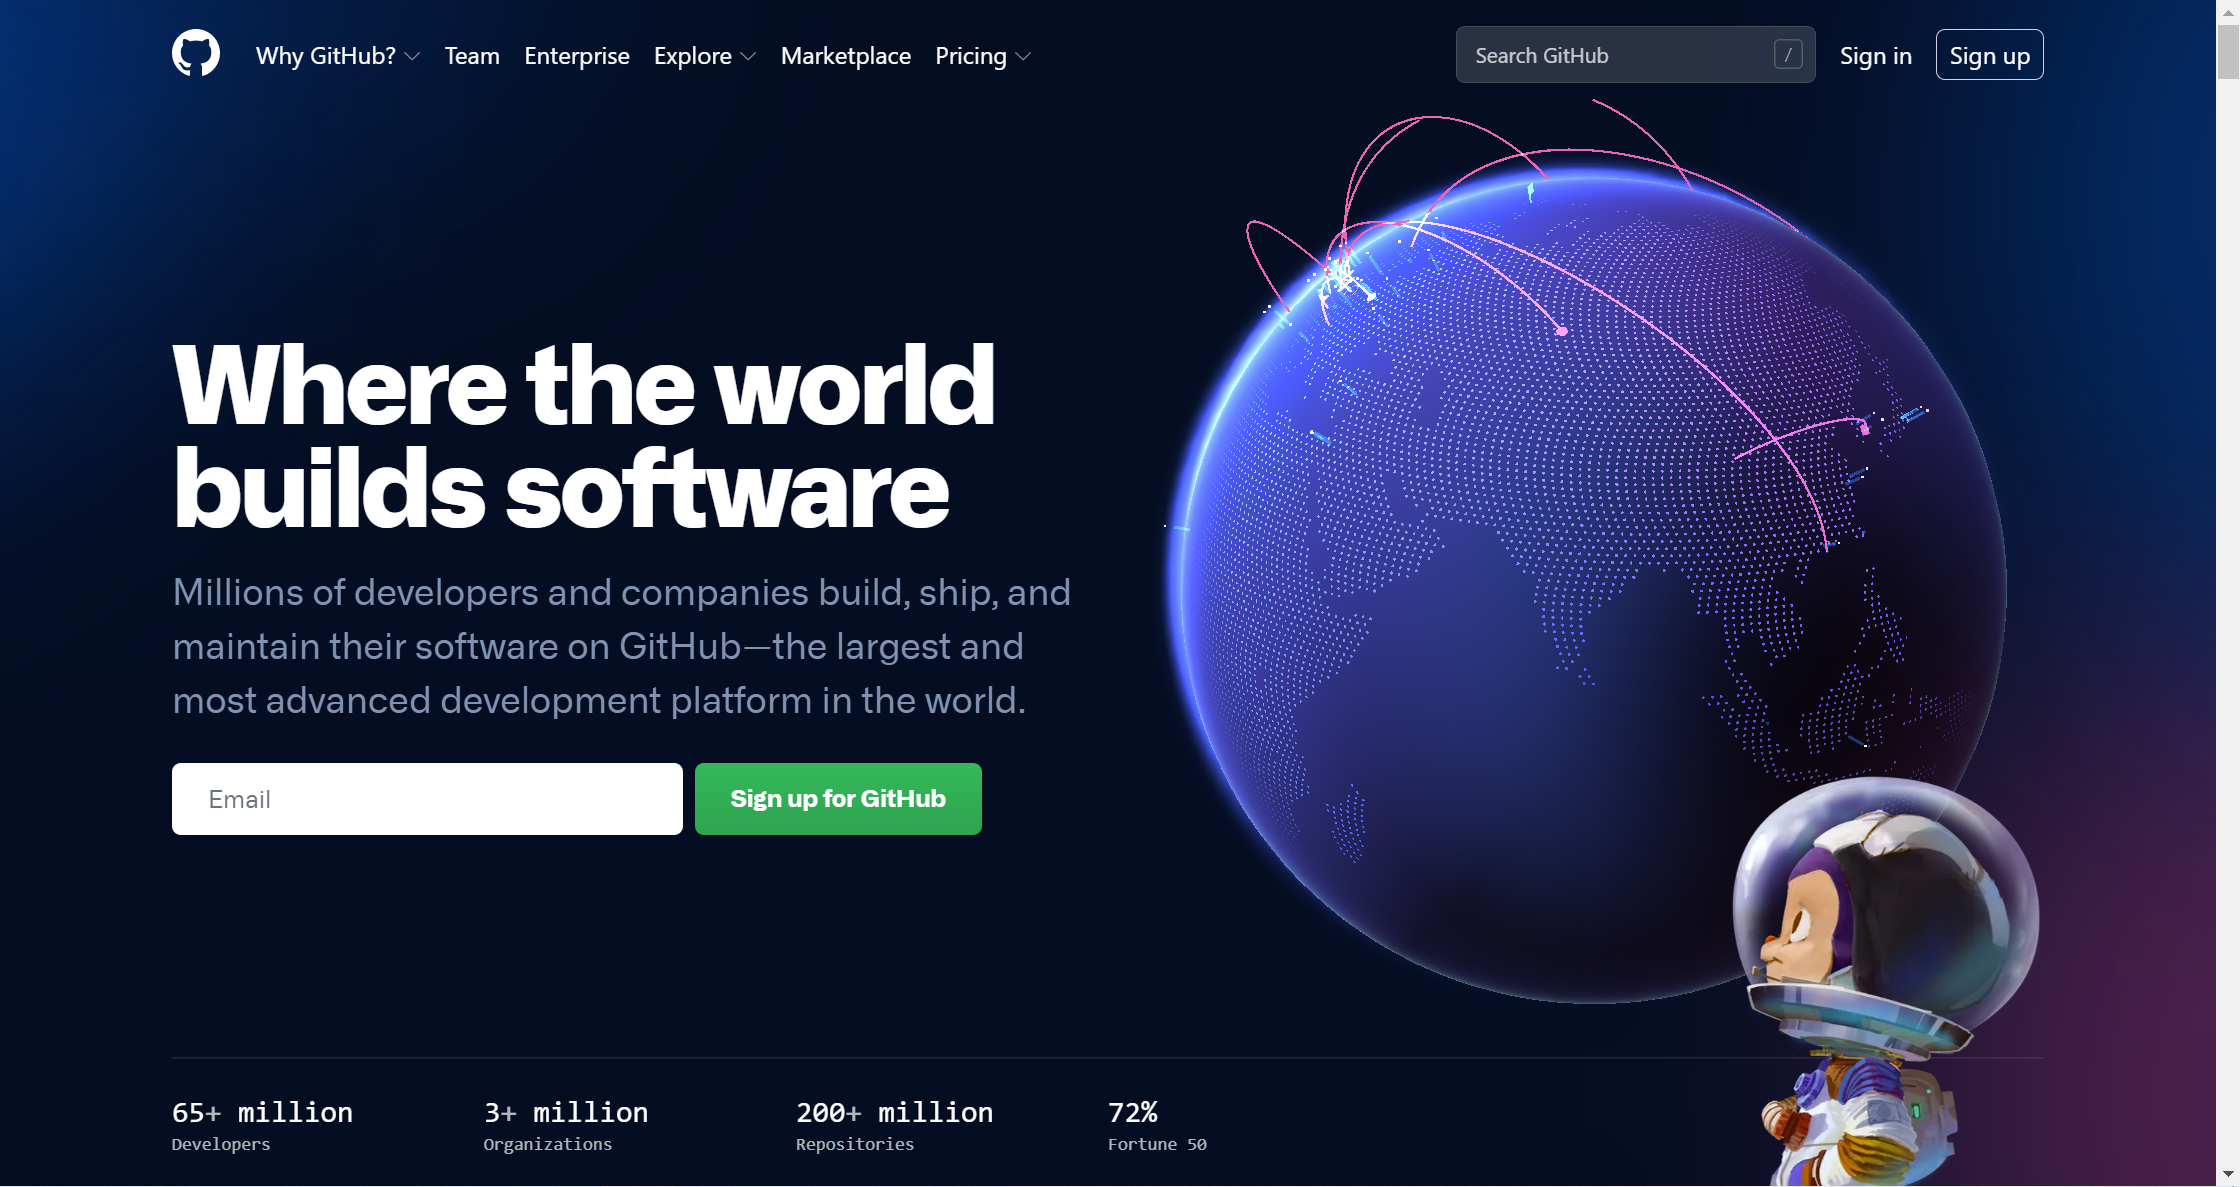 Why GitHub? Team Enterprise Explore Marketplace Pricing Search GitHub / Sign in Sign up
Where the world
builds software
Millions of developers and companies build, ship, and
maintain their software on GitHub—the largest and
most advanced development platform in the world.
Email Sign up for GitHub
65+ million 3+ million 200+ million 72%
Developers Organizations Repositories Fortune 50